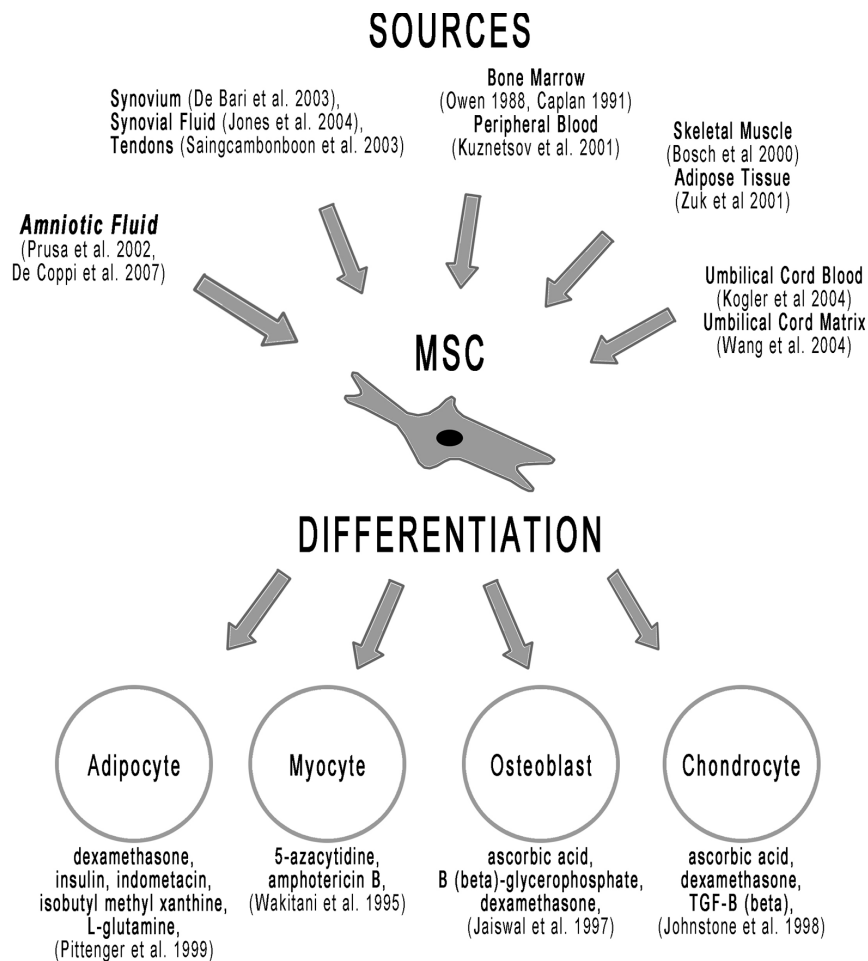 SOURCES
Synovium (De Bari et al. 2003),
Synovial Fluid (Jones et al. 2004),
Tendons (Saingcambonboon et al. 2003)
Bone Marrow
(Owen 1988, Caplan 1991)
Peripheral Blood
(Kuznetsov et al. 2001)
Skeletal Muscle
(Bosch et al 2000)
Adipose Tissue
(Zuk et al 2001)
Amniotic Fluid
(Prusa et al. 2002,
De Coppi et al. 2007)
Umbilical Cord Blood
(Kogler et al 2004)
Umbilical Cord Matrix
(Wang et al. 2004)
MSC
DIFFERENTIATION
Adipocyte
Myocyte
Osteoblast
Chondrocyte
dexamethasone,
insulin, indometacin,
isobutyl methyl xanthine,
L-glutamine,
(Pittenger et al. 1999)
5-azacytidine,
amphotericin B,
(Wakitani et al. 1995)
ascorbic acid,
B (beta)-glycerophosphate,
dexamethasone,
(Jaiswal et al. 1997)
ascorbic acid,
dexamethasone,
TGF-B (beta),
(Johnstone et al. 1998)